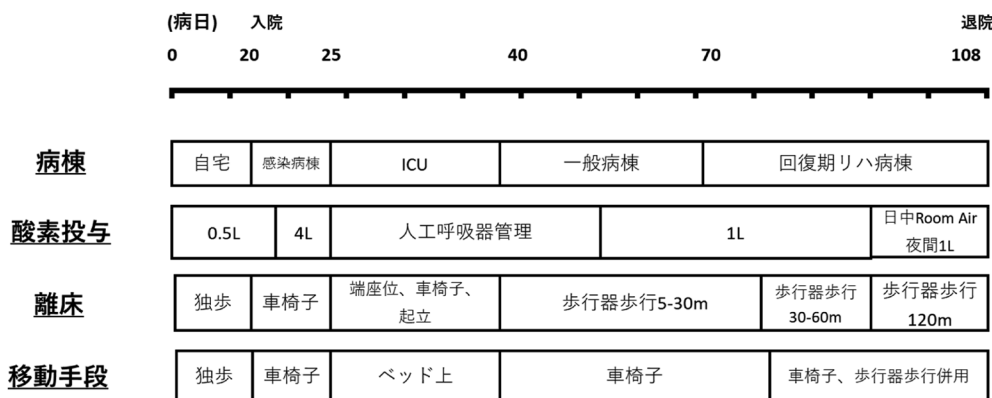 (病日) 入院 退院
0 20 25 40 70 108
病棟 自宅 感染病棟 ICU 一般病棟 回復期リハ病棟
酸素投与 0.5L 4L 人工呼吸器管理 1L 日中Room Air
夜間1L
離床 独歩 車椅子 端座位、車椅子、
起立 歩行器歩行5-30m 歩行器歩行
30-60m 歩行器歩行
120m
移動手段 独歩 車椅子 ベッド上 車椅子 車椅子、歩行器歩行併用